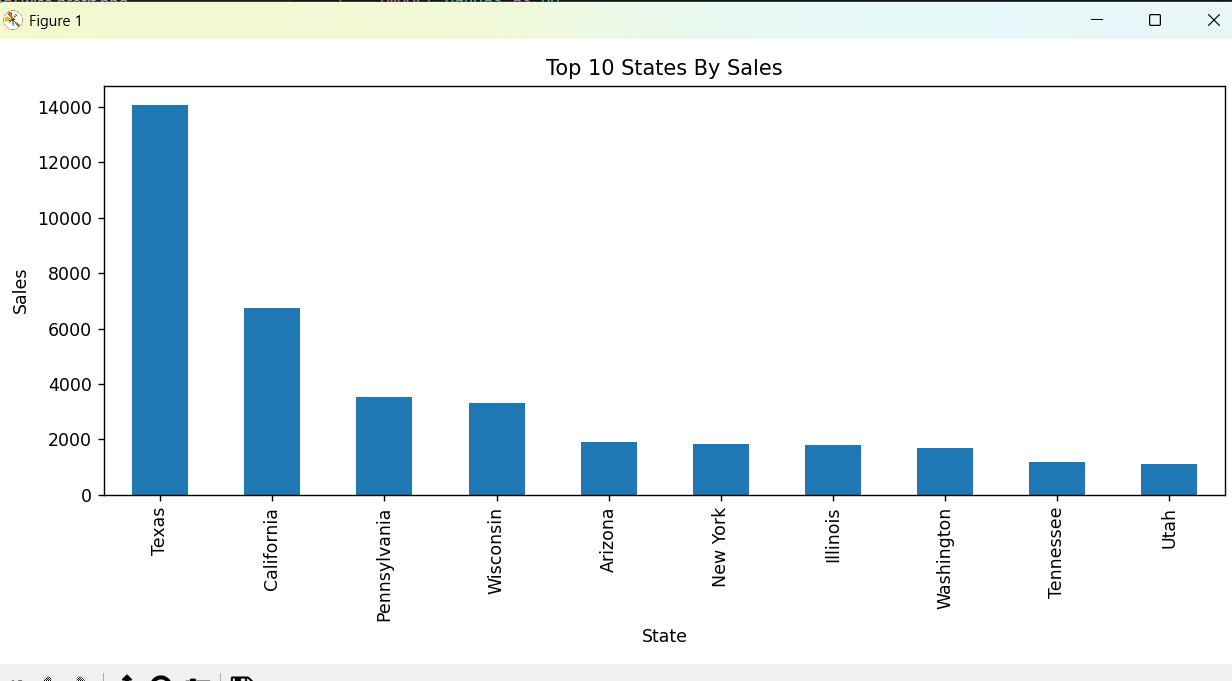 Figure 1
Top 10 States By Sales
14000
12000
10000
8000
6000
4000
2000
0
Sales
Texas
California
Pennsylvania
Wisconsin
Arizona
New York
Illinois
Washington
Tennessee
Utah
State